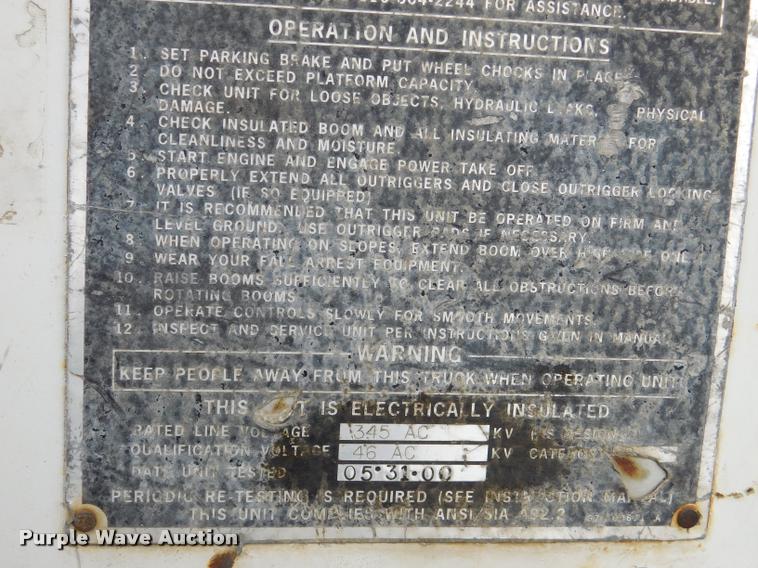 FOR ASSISTANCE.
OPERATION AND INSTRUCTIONS
1. SET PARKING BRAKE AND PUT WHEEL CHOCKS IN PLACE
2. DO NOT EXCEED PLATFORM CAPACITY.
3. CHECK UNIT FOR LOOSE OBJECTS, HYDRAULIC LEAKS, PHYSICAL
DAMAGE.
4 CHECK INSULATED BOOM AND ALL INSULATING FOR
CLEANLINESS AND MOISTURE.
5. START ENGINE AND ENGAGE POWER TAKE OFF
6. PROPERLY EXTEND ALL OUTRIGGERS AND CLOSE OUTRIGGER LOCKING
VALVES (IF SO EQUIPPED)
7. IT IS RECOMMENDED THAT THIS UNIT BE OPERATED ON FIRM AND
LEVEL GROUND. USE OUTRIGGER PADS IF NECESSARY.
8. WHEN OPERATING ON SLOPES, EXTEND BOOM OVER
9 WEAR YOUR FALL ARREST EQUIPMENT.
10. RAISE BOOMS SUFFICIENTLY TO CLEAR ALL OBSTRUCTIONS BEFORE
ROTATING BOOMS
11. OPERATE CONTROLS SLOWLY FOR SMOOTH MOVEMENTS.
12. INSPECT AND SERVICE UNIT PER INSTRUCTIONS GIVEN IN MANUAL
WARNING
KEEP PEOPLE AWAY FROM THIS TRUCK WHEN OPERATING UNIT
THIS UNIT IS ELECTRICALLY INSULATED
RATED LINE VOLTAGE 345 AC KV
QUALIFICATION VOLTAGE 46 AC KV CATEGORY
DATE UNIT TESTED 05·31·00
PERIODIC RE-TESTING IS REQUIRED (SEE INSTRUCTION MANUAL)
THIS UNIT COMPLIES WITH ANSI/SIA A92.2
Purple Wave Auction